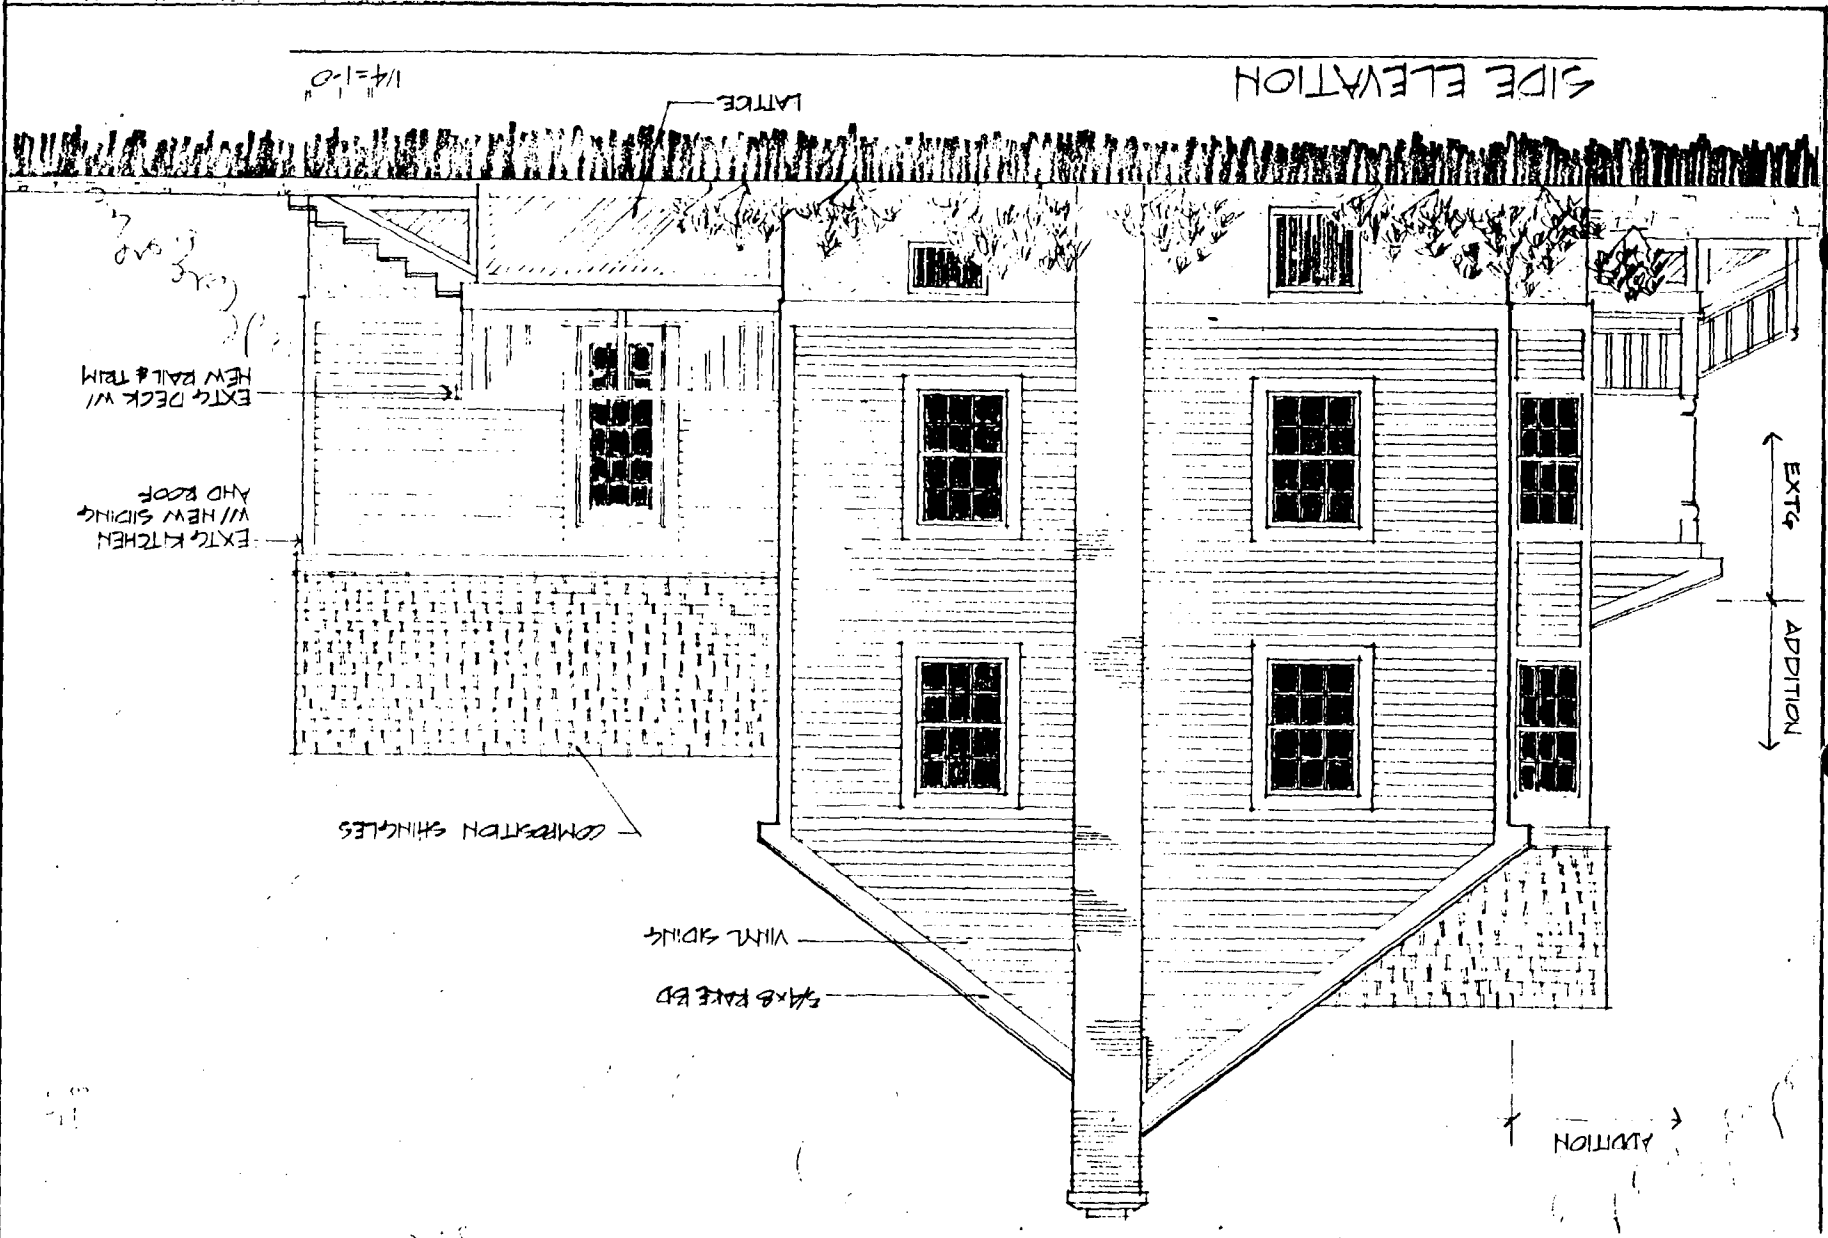 ADDITION
5/4x8 RAKE BD
VINYL SIDING
COMPOSITION SHINGLES
ADDITION
EXTG
EXTG KITCHEN
W/ NEW SIDING
AND ROOF
EXTG DECK W/
NEW RAIL & TRIM
LATTICE
SIDE ELEVATION
1/4"=1'-0"